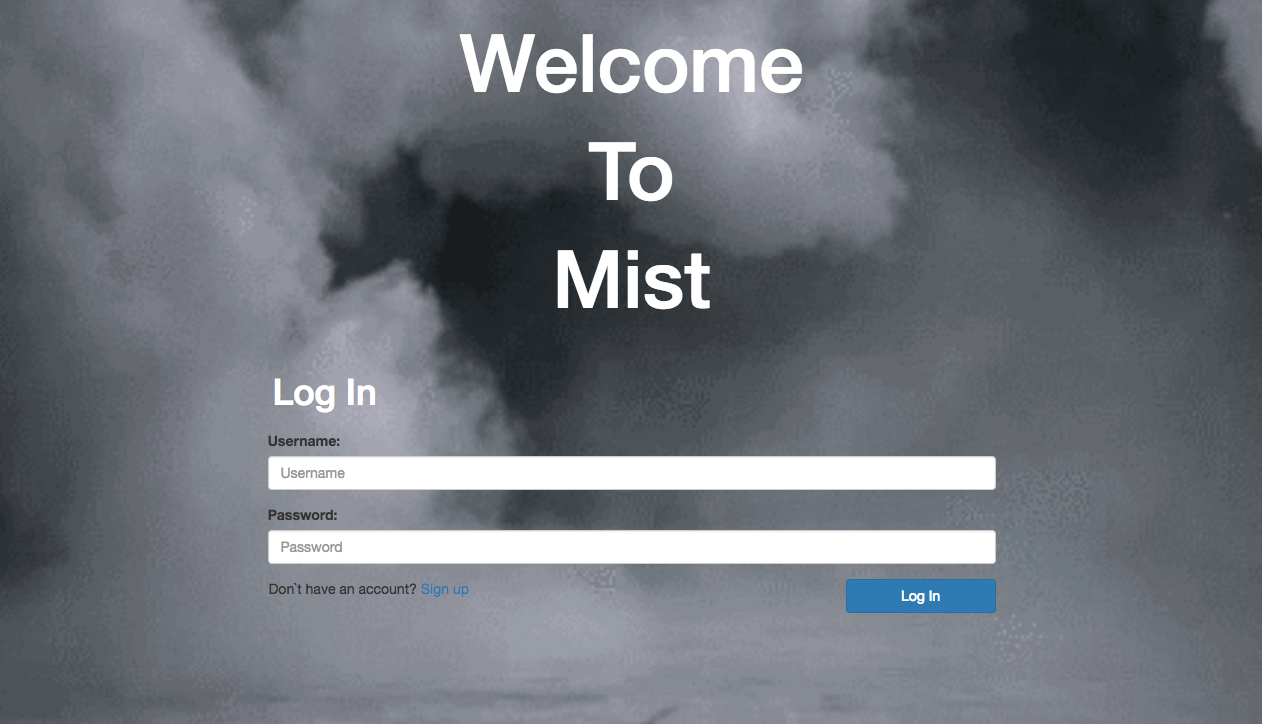 Welcome
To
Mist
Log In
Username:
Username
Password:
Password
Don`t have an account? Sign up
Log In